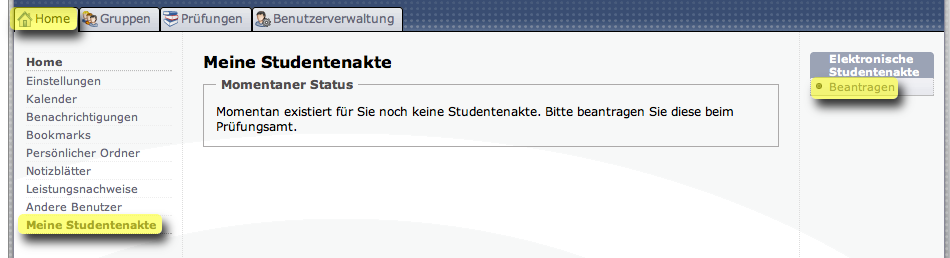 Home Gruppen Prüfungen Benutzerverwaltung
Home
Einstellungen
Kalender
Benachrichtigungen
Bookmarks
Persönlicher Ordner
Notizblätter
Leistungsnachweise
Andere Benutzer
Meine Studentenakte
Meine Studentenakte
Momentaner Status
Momentan existiert für Sie noch keine Studentenakte. Bitte beantragen Sie diese beim
Prüfungsamt.
Elektronische
Studentenakte
Beantragen